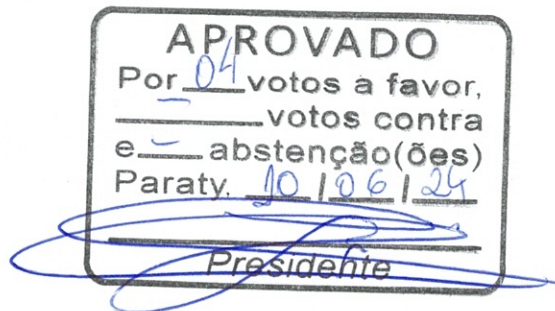 APROVADO
Por 04 votos a favor,
— votos contra
e — abstenção(ões)
Paraty, 10 / 06 / 24
Presidente